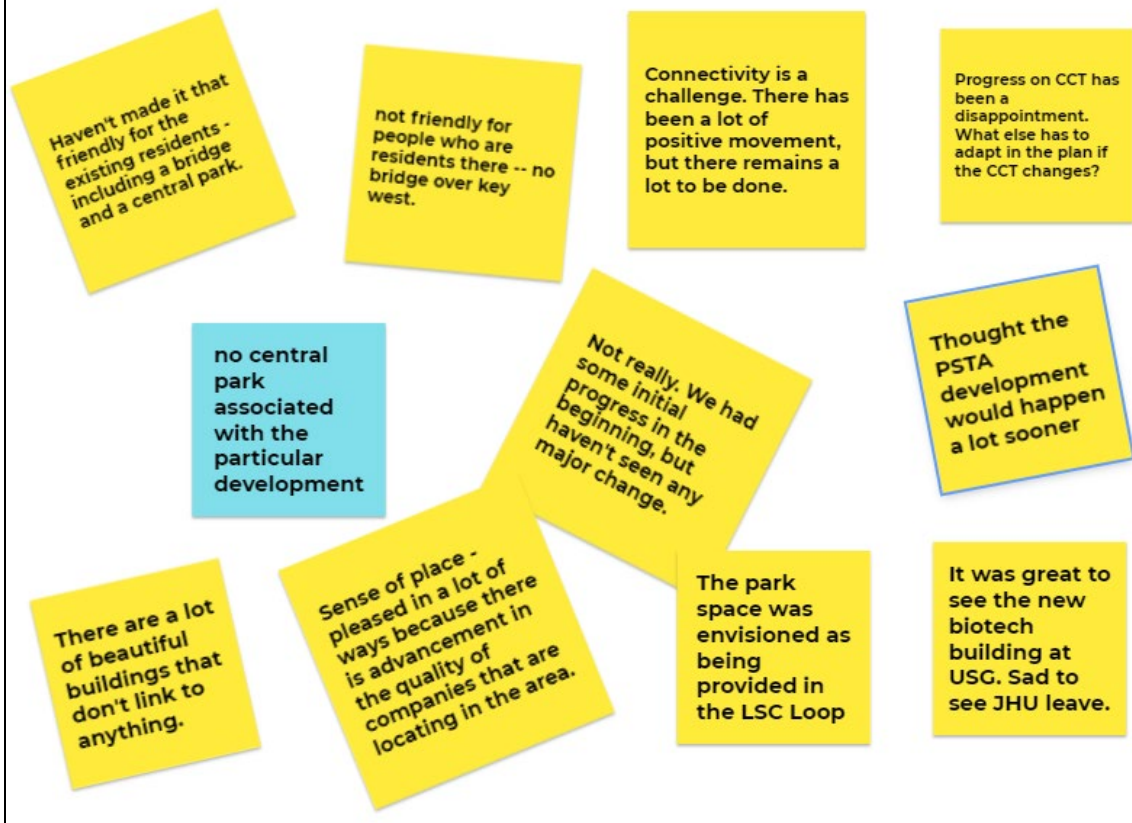 Haven't made it that
friendly for the
existing residents -
including a bridge
and a central park.
not friendly for
people who are
residents there -- no
bridge over key
west.
Connectivity is a
challenge. There has
been a lot of
positive movement,
but there remains a
lot to be done.
Progress on CCT has
been a
disappointment.
What else has to
adapt in the plan if
the CCT changes?
no central
park
associated
with the
particular
development
Not really. We had
some initial
progress in the
beginning, but
haven't seen any
major change.
Thought the
PSTA
development
would happen
a lot sooner
There are a lot
of beautiful
buildings that
don't link to
anything.
Sense of place -
pleased in a lot of
ways because there
is advancement in
the quality of
companies that are
locating in the area.
The park
space was
envisioned as
being
provided in
the LSC Loop
It was great to
see the new
biotech
building at
USG. Sad to
see JHU leave.